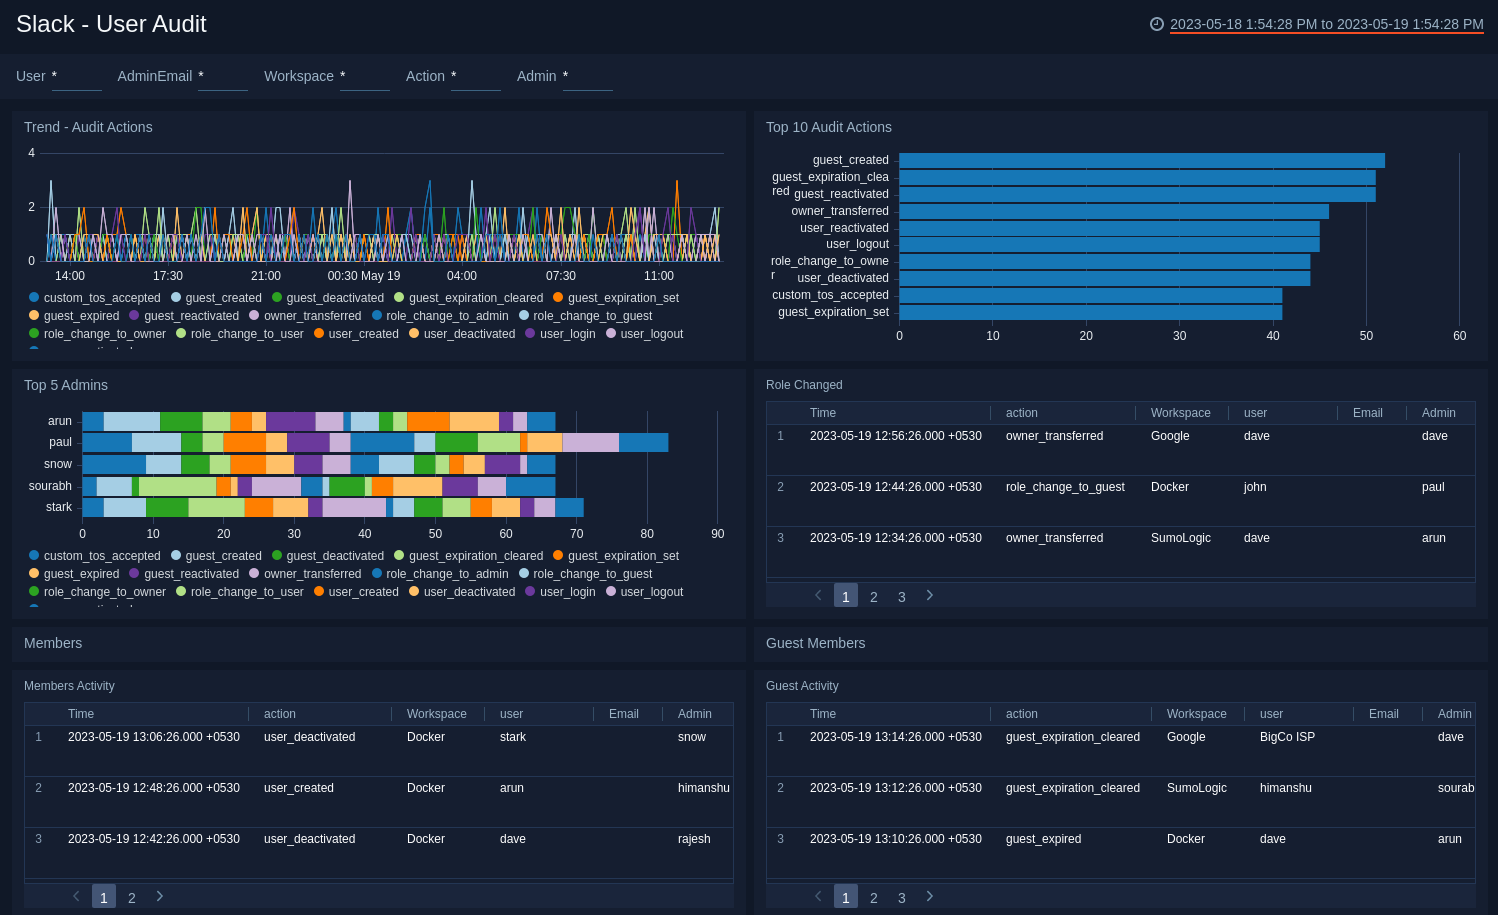 Slack - User Audit
2023-05-18 1:54:28 PM to 2023-05-19 1:54:28 PM
User * AdminEmail * Workspace * Action * Admin *
Trend - Audit Actions
4
2
0
14:00 17:30 21:00 00:30 May 19 04:00 07:30 11:00
custom_tos_accepted guest_created guest_deactivated guest_expiration_cleared guest_expiration_set
guest_expired guest_reactivated owner_transferred role_change_to_admin role_change_to_guest
role_change_to_owner role_change_to_user user_created user_deactivated user_login user_logout
Top 10 Audit Actions
guest_created
guest_expiration_clea
red
guest_reactivated
owner_transferred
user_reactivated
user_logout
role_change_to_owne
r
user_deactivated
custom_tos_accepted
guest_expiration_set
0 10 20 30 40 50 60
Top 5 Admins
arun
paul
snow
sourabh
stark
0 10 20 30 40 50 60 70 80 90
custom_tos_accepted guest_created guest_deactivated guest_expiration_cleared guest_expiration_set
guest_expired guest_reactivated owner_transferred role_change_to_admin role_change_to_guest
role_change_to_owner role_change_to_user user_created user_deactivated user_login user_logout
Role Changed
Time action Workspace user Email Admin
1 2023-05-19 12:56:26.000 +0530 owner_transferred Google dave dave
2 2023-05-19 12:44:26.000 +0530 role_change_to_guest Docker john paul
3 2023-05-19 12:34:26.000 +0530 owner_transferred SumoLogic dave arun
1 2 3
Members
Members Activity
Time action Workspace user Email Admin
1 2023-05-19 13:06:26.000 +0530 user_deactivated Docker stark snow
2 2023-05-19 12:48:26.000 +0530 user_created Docker arun himanshu
3 2023-05-19 12:42:26.000 +0530 user_deactivated Docker dave rajesh
1 2
Guest Members
Guest Activity
Time action Workspace user Email Admin
1 2023-05-19 13:14:26.000 +0530 guest_expiration_cleared Google BigCo ISP dave
2 2023-05-19 13:12:26.000 +0530 guest_expiration_cleared SumoLogic himanshu sourab
3 2023-05-19 13:10:26.000 +0530 guest_expired Docker dave arun
1 2 3